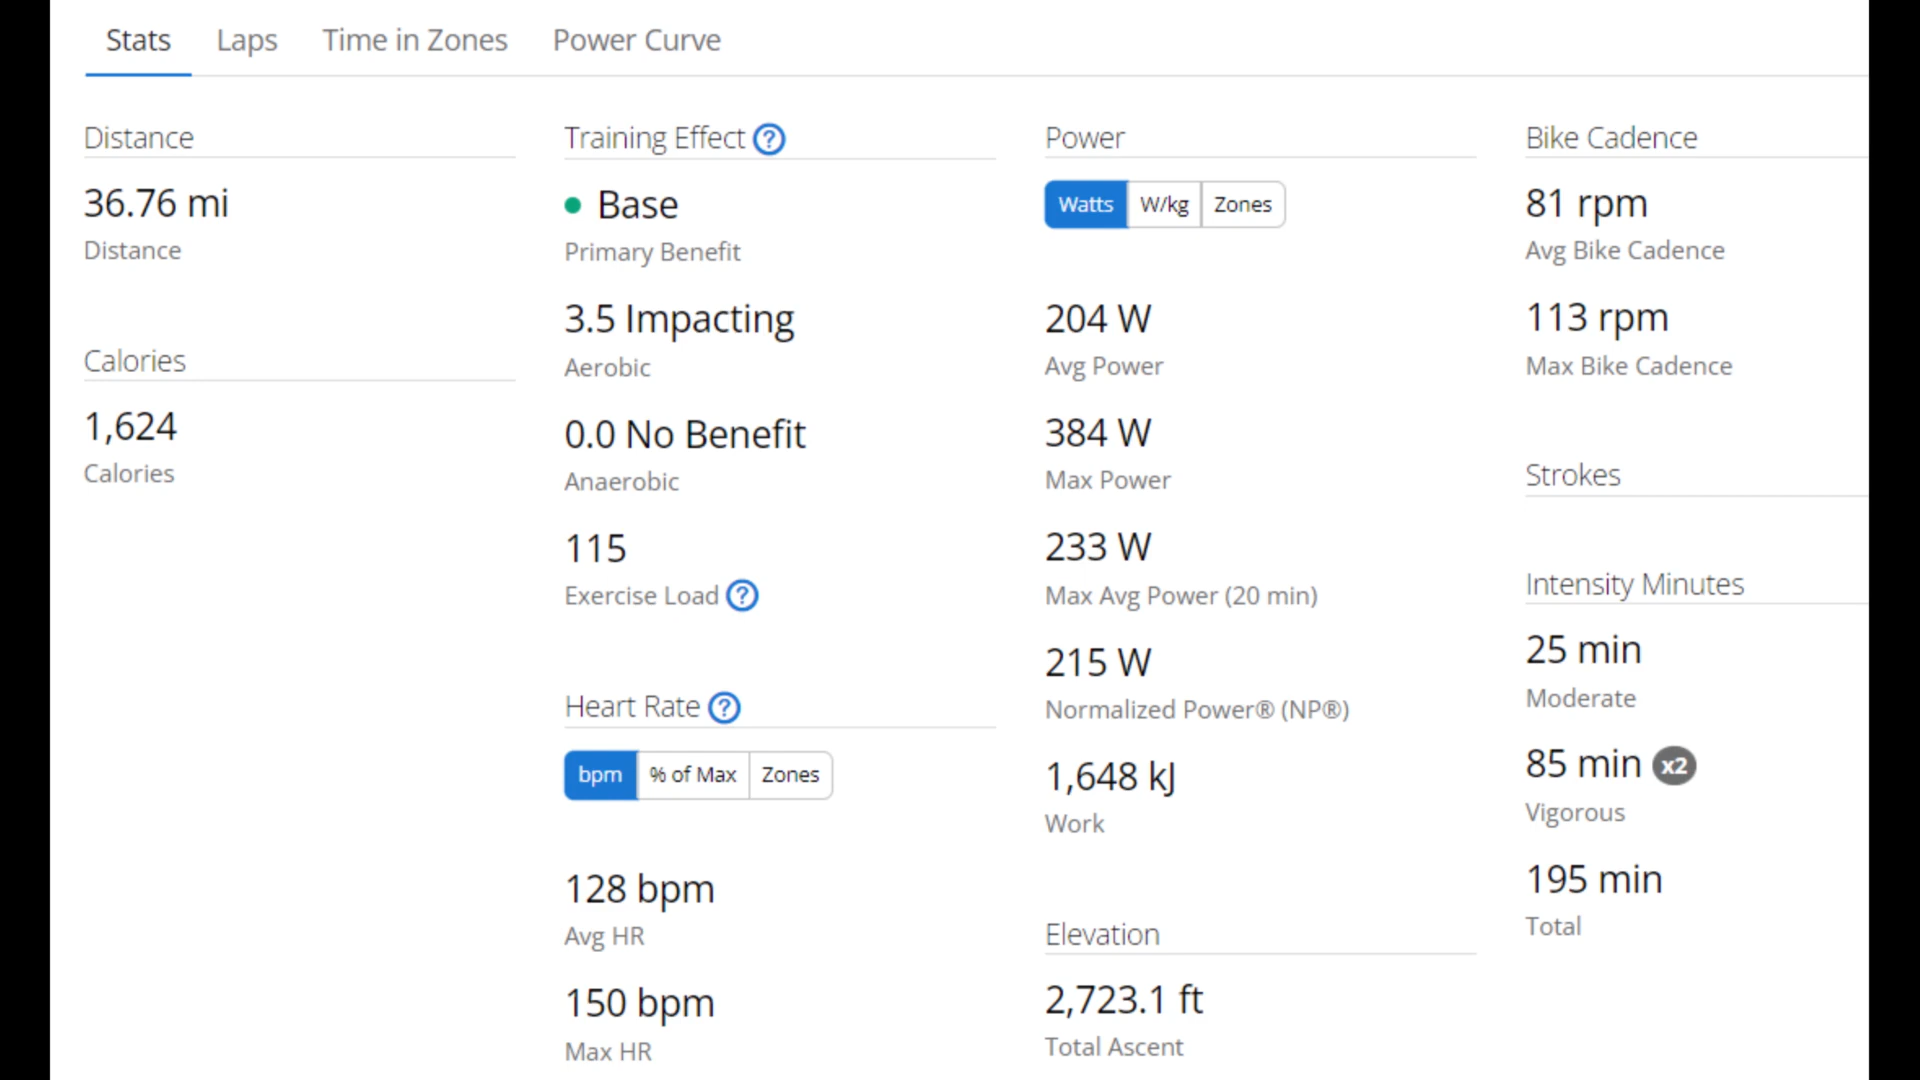 Stats Laps Time in Zones Power Curve
Distance
36.76 mi
Distance
Calories
1,624
Calories
Training Effect ?
Base
Primary Benefit
3.5 Impacting
Aerobic
0.0 No Benefit
Anaerobic
115
Exercise Load ?
Heart Rate ?
bpm % of Max Zones
128 bpm
Avg HR
150 bpm
Max HR
Power
Watts W/kg Zones
204 W
Avg Power
384 W
Max Power
233 W
Max Avg Power (20 min)
215 W
Normalized Power® (NP®)
1,648 kJ
Work
Elevation
2,723.1 ft
Total Ascent
Bike Cadence
81 rpm
Avg Bike Cadence
113 rpm
Max Bike Cadence
Strokes
Intensity Minutes
25 min
Moderate
85 min x2
Vigorous
195 min
Total